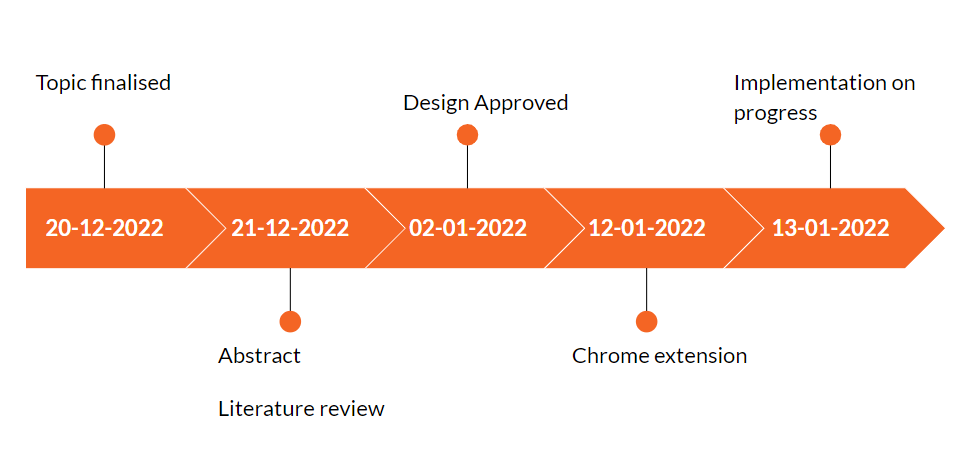 Topic finalised
Design Approved
Implementation on
progress
20-12-2022
21-12-2022
02-01-2022
12-01-2022
13-01-2022
Abstract
Literature review
Chrome extension